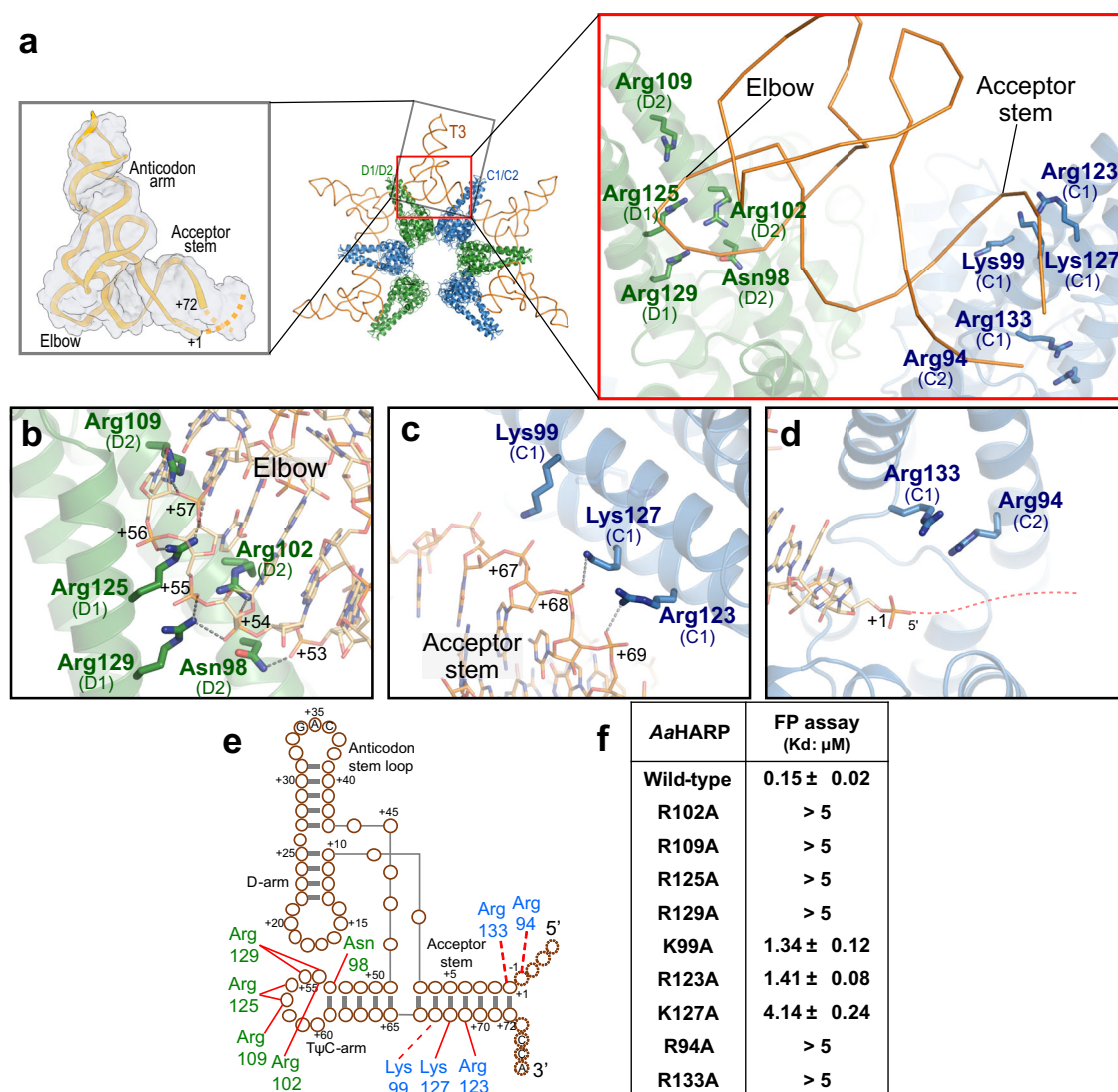 a
Anticodon
arm
Acceptor
stem
+72
+1
Elbow
T3
D1/D2
C1/C2
Elbow
Acceptor
stem
Arg109
(D2)
Arg125
(D1)
Arg102
(D2)
Asn98
(D2)
Arg129
(D1)
Arg123
(C1)
Lys99
(C1)
Lys127
(C1)
Arg133
(C1)
Arg94
(C2)
b
Arg109
(D2)
Elbow
+57
+56
Arg102
(D2)
Arg125
(D1)
+55
+54
Arg129
(D1)
Asn98
(D2)
+53
c
Lys99
(C1)
Lys127
(C1)
+67
+68
Arg123
(C1)
Acceptor
stem
+69
d
Arg133
(C1)
Arg94
(C2)
+1
5'
e
+35
G A C
Anticodon
stem loop
+30
+40
+45
+25
+10
D-arm
+20
+15
Arg
129
Asn
98
Acceptor
stem
Arg
133
Arg
94
5'
+50
+5
-1
+1
Arg
125
+55
+60
+65
+70
+72
Arg
109
TψC-arm
Arg
102
Lys
99
Lys
127
Arg
123
C
C
A
3'
f
AaHARP FP assay
(Kd: μM)
Wild-type 0.15 ± 0.02
R102A > 5
R109A > 5
R125A > 5
R129A > 5
K99A 1.34 ± 0.12
R123A 1.41 ± 0.08
K127A 4.14 ± 0.24
R94A > 5
R133A > 5